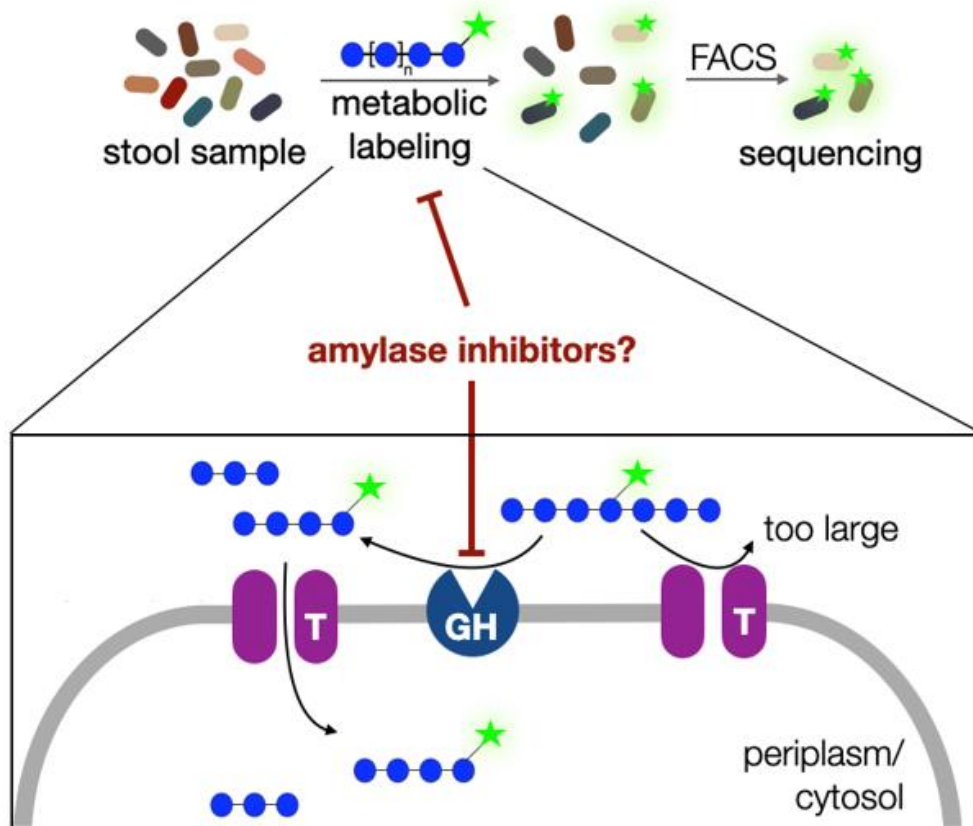 FACS
[ ]n
metabolic
labeling
stool sample
sequencing
amylase inhibitors?
too large
T
GH
T
periplasm/
cytosol